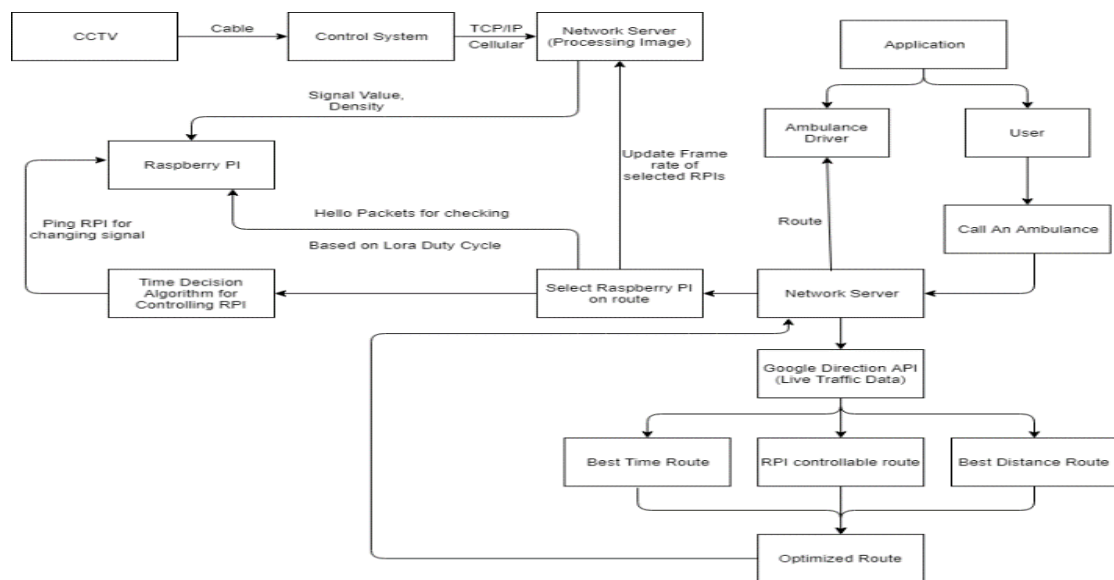 CCTV
Cable
Control System
TCP/IP
Cellular
Network Server
(Processing Image)
Application
Signal Value,
Density
Ambulance
Driver
User
Raspberry PI
Update Frame
rate of
selected RPIs
Ping RPI for
changing signal
Hello Packets for checking
Based on Lora Duty Cycle
Route
Call An Ambulance
Time Decision
Algorithm for
Controlling RPI
Select Raspberry PI
on route
Network Server
Google Direction API
(Live Traffic Data)
Best Time Route
RPI controllable route
Best Distance Route
Optimized Route